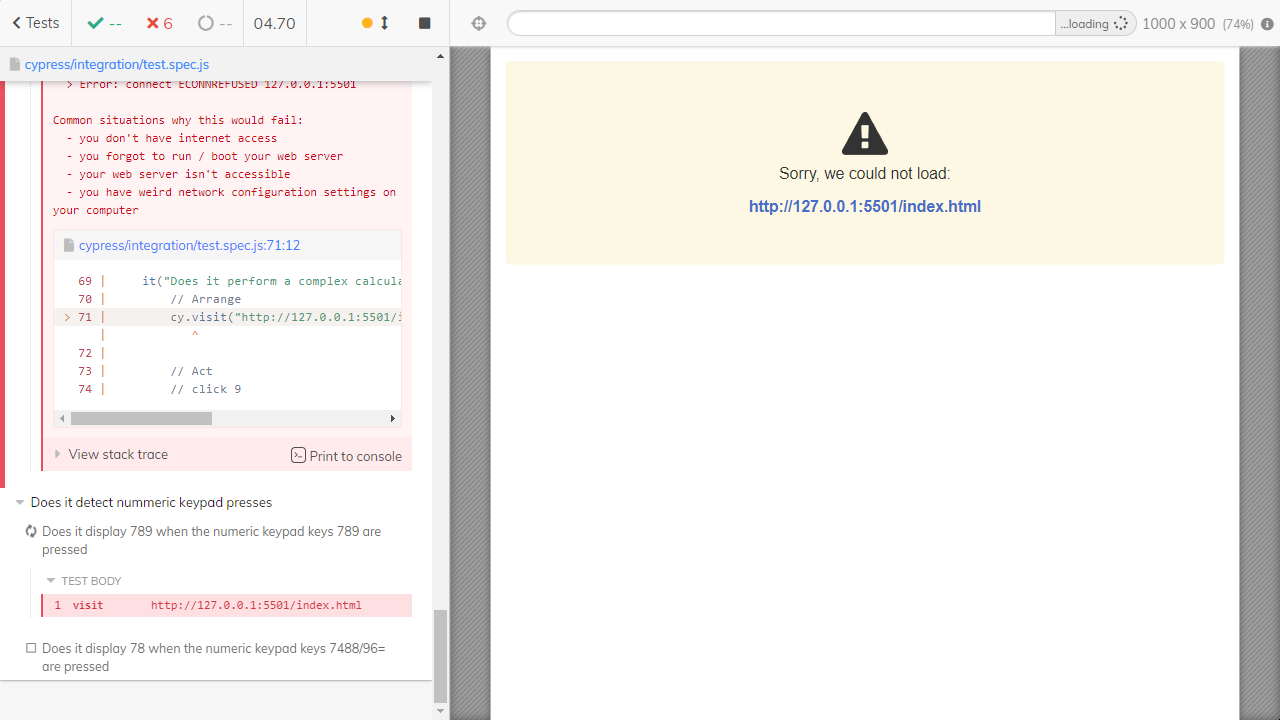 Tests -- 6 -- 04.70
...loading 1000 x 900 (74%)
cypress/integration/test.spec.js
> Error: connect ECONNREFUSED 127.0.0.1:5501
Common situations why this would fail:
- you don't have internet access
- you forgot to run / boot your web server
- your web server isn't accessible
- you have weird network configuration settings on
your computer
cypress/integration/test.spec.js:71:12
69 | it("Does it perform a complex calcula
70 | // Arrange
> 71 | cy.visit("http://127.0.0.1:5501/i
| ^
72 |
73 | // Act
74 | // click 9
View stack trace
Print to console
Does it detect nummeric keypad presses
Does it display 789 when the numeric keypad keys 789 are
pressed
TEST BODY
1 visit http://127.0.0.1:5501/index.html
Does it display 78 when the numeric keypad keys 7488/96=
are pressed
Sorry, we could not load:
http://127.0.0.1:5501/index.html